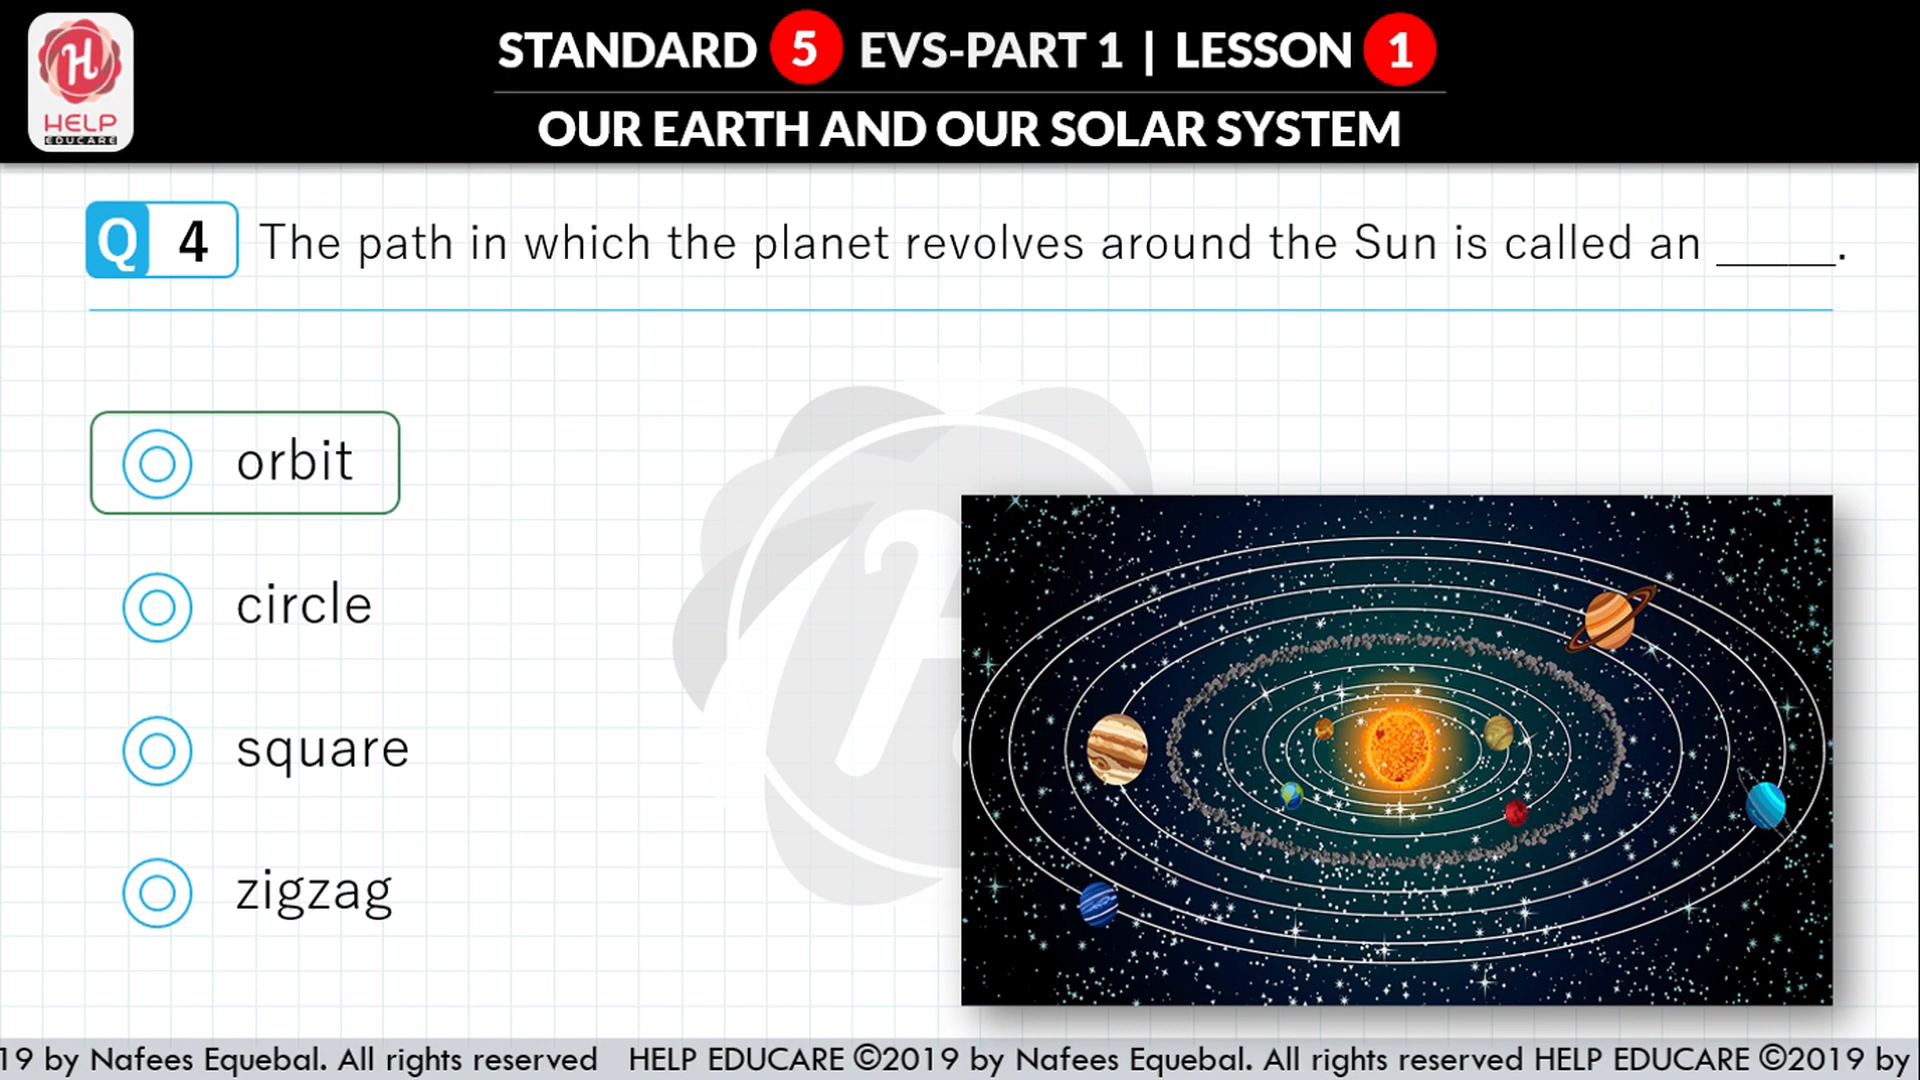 H
HELP
EDUCARE
STANDARD 5 EVS-PART 1 | LESSON 1
OUR EARTH AND OUR SOLAR SYSTEM
Q 4 The path in which the planet revolves around the Sun is called an _____.
orbit
circle
square
zigzag
19 by Nafees Equebal. All rights reserved HELP EDUCARE ©2019 by Nafees Equebal. All rights reserved HELP EDUCARE ©2019 by